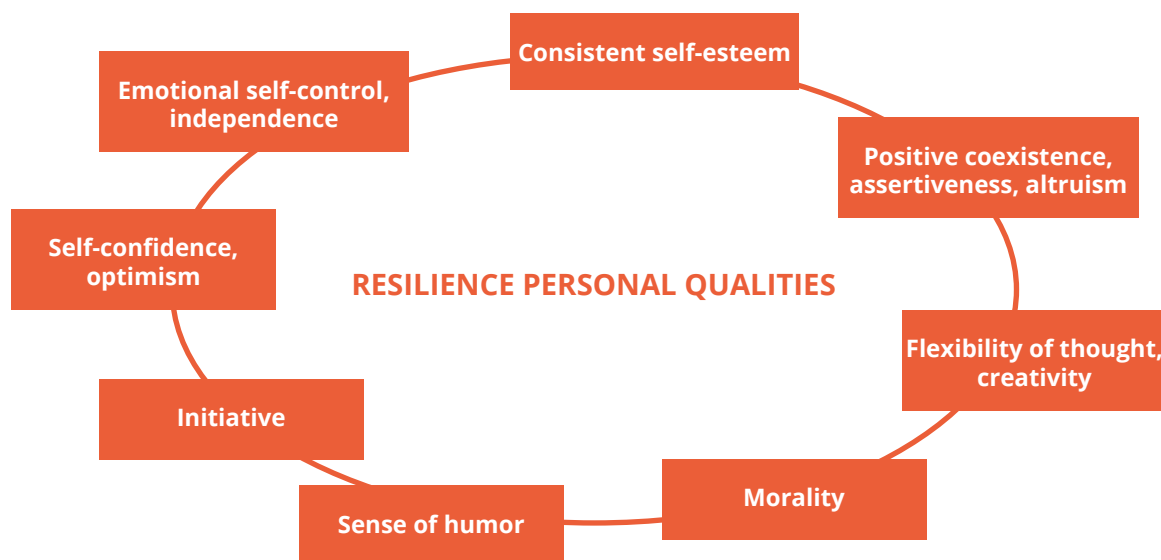 Consistent self-esteem
Emotional self-control,
independence
Positive coexistence,
assertiveness, altruism
Self-confidence,
optimism
RESILIENCE PERSONAL QUALITIES
Flexibility of thought,
creativity
Initiative
Morality
Sense of humor